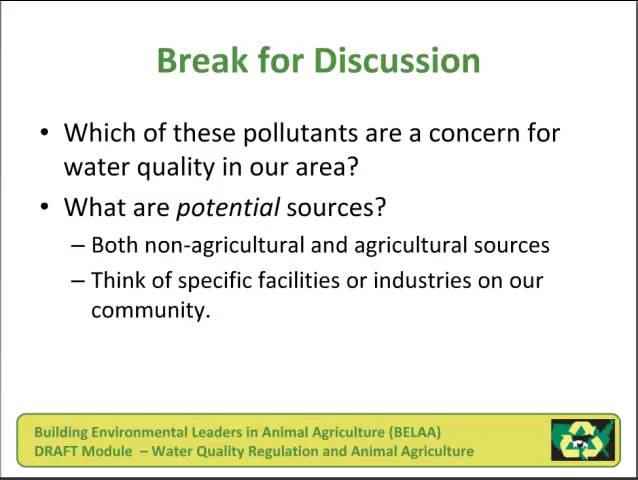 Break for Discussion
• Which of these pollutants are a concern for
water quality in our area?
• What are potential sources?
– Both non-agricultural and agricultural sources
– Think of specific facilities or industries on our
community.
Building Environmental Leaders in Animal Agriculture (BELAA)
DRAFT Module – Water Quality Regulation and Animal Agriculture